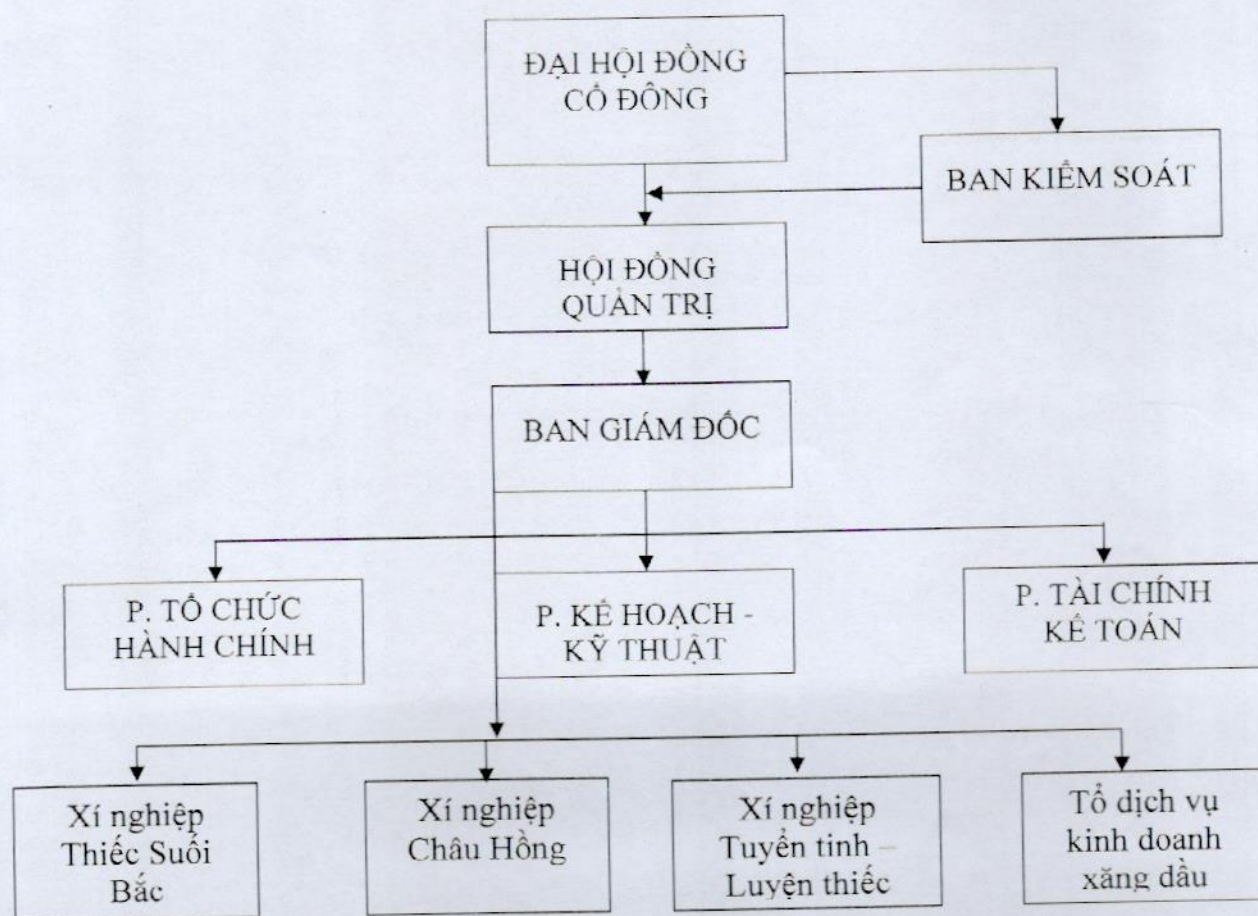 ĐẠI HỘI ĐỒNG
CỔ ĐÔNG
BAN KIỂM SOÁT
HỘI ĐỒNG
QUẢN TRỊ
BAN GIÁM ĐỐC
P. TỔ CHỨC
HÀNH CHÍNH
P. KẾ HOẠCH -
KỸ THUẬT
P. TÀI CHÍNH
KẾ TOÁN
Xí nghiệp
Thiếc Suối
Bắc
Xí nghiệp
Châu Hồng
Xí nghiệp
Tuyển tinh –
Luyện thiếc
Tổ dịch vụ
kinh doanh
xăng dầu